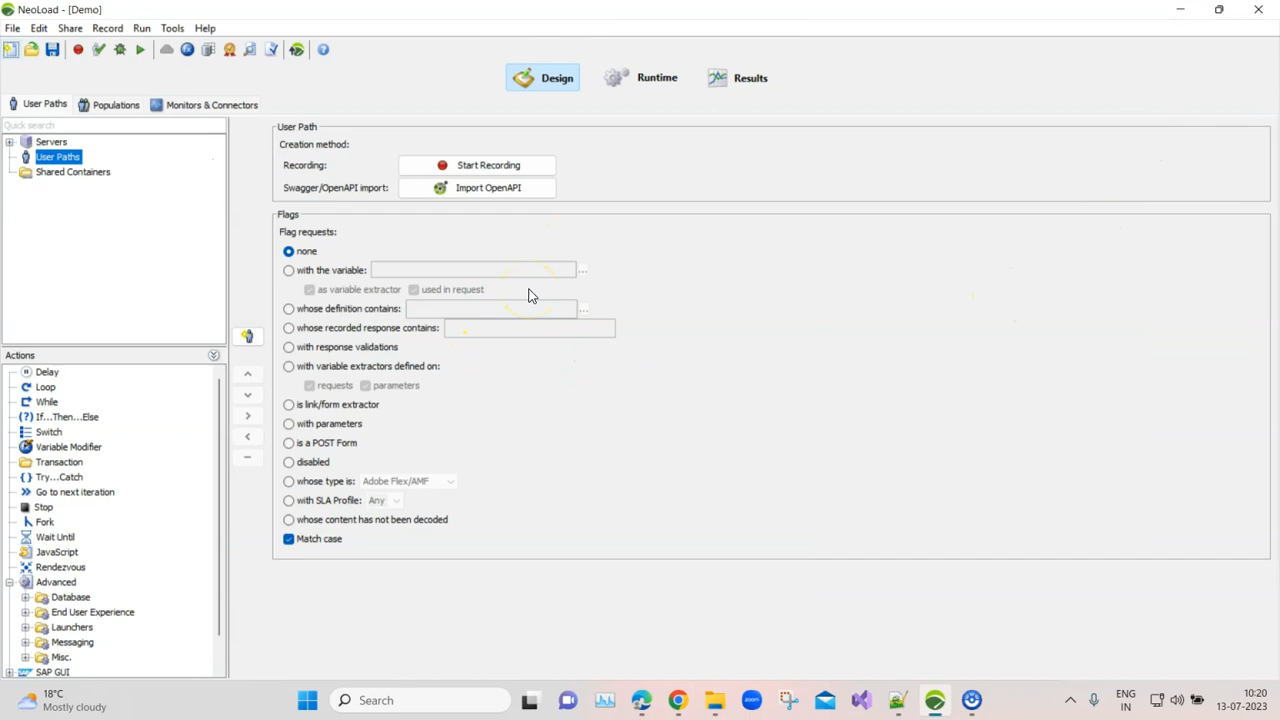 NeoLoad - [Demo]
File Edit Share Record Run Tools Help
Design Runtime Results
User Paths Populations Monitors & Connectors
Quick search
Servers
User Paths
Shared Containers
User Path
Creation method:
Recording: Start Recording
Swagger/OpenAPI import: Import OpenAPI
Flags
Flag requests:
none
with the variable: ...
as variable extractor used in request
whose definition contains: ...
whose recorded response contains:
with response validations
with variable extractors defined on:
requests parameters
is link/form extractor
with parameters
is a POST Form
disabled
whose type is: Adobe Flex/AMF
with SLA Profile: Any
whose content has not been decoded
Match case
Actions
Delay
Loop
While
If...Then...Else
Switch
Variable Modifier
Transaction
Try...Catch
Go to next iteration
Stop
Fork
Wait Until
JavaScript
Rendezvous
Advanced
Database
End User Experience
Launchers
Messaging
Misc.
SAP GUI
18°C
Mostly cloudy
Search
ENG
IN
10:20
13-07-2023